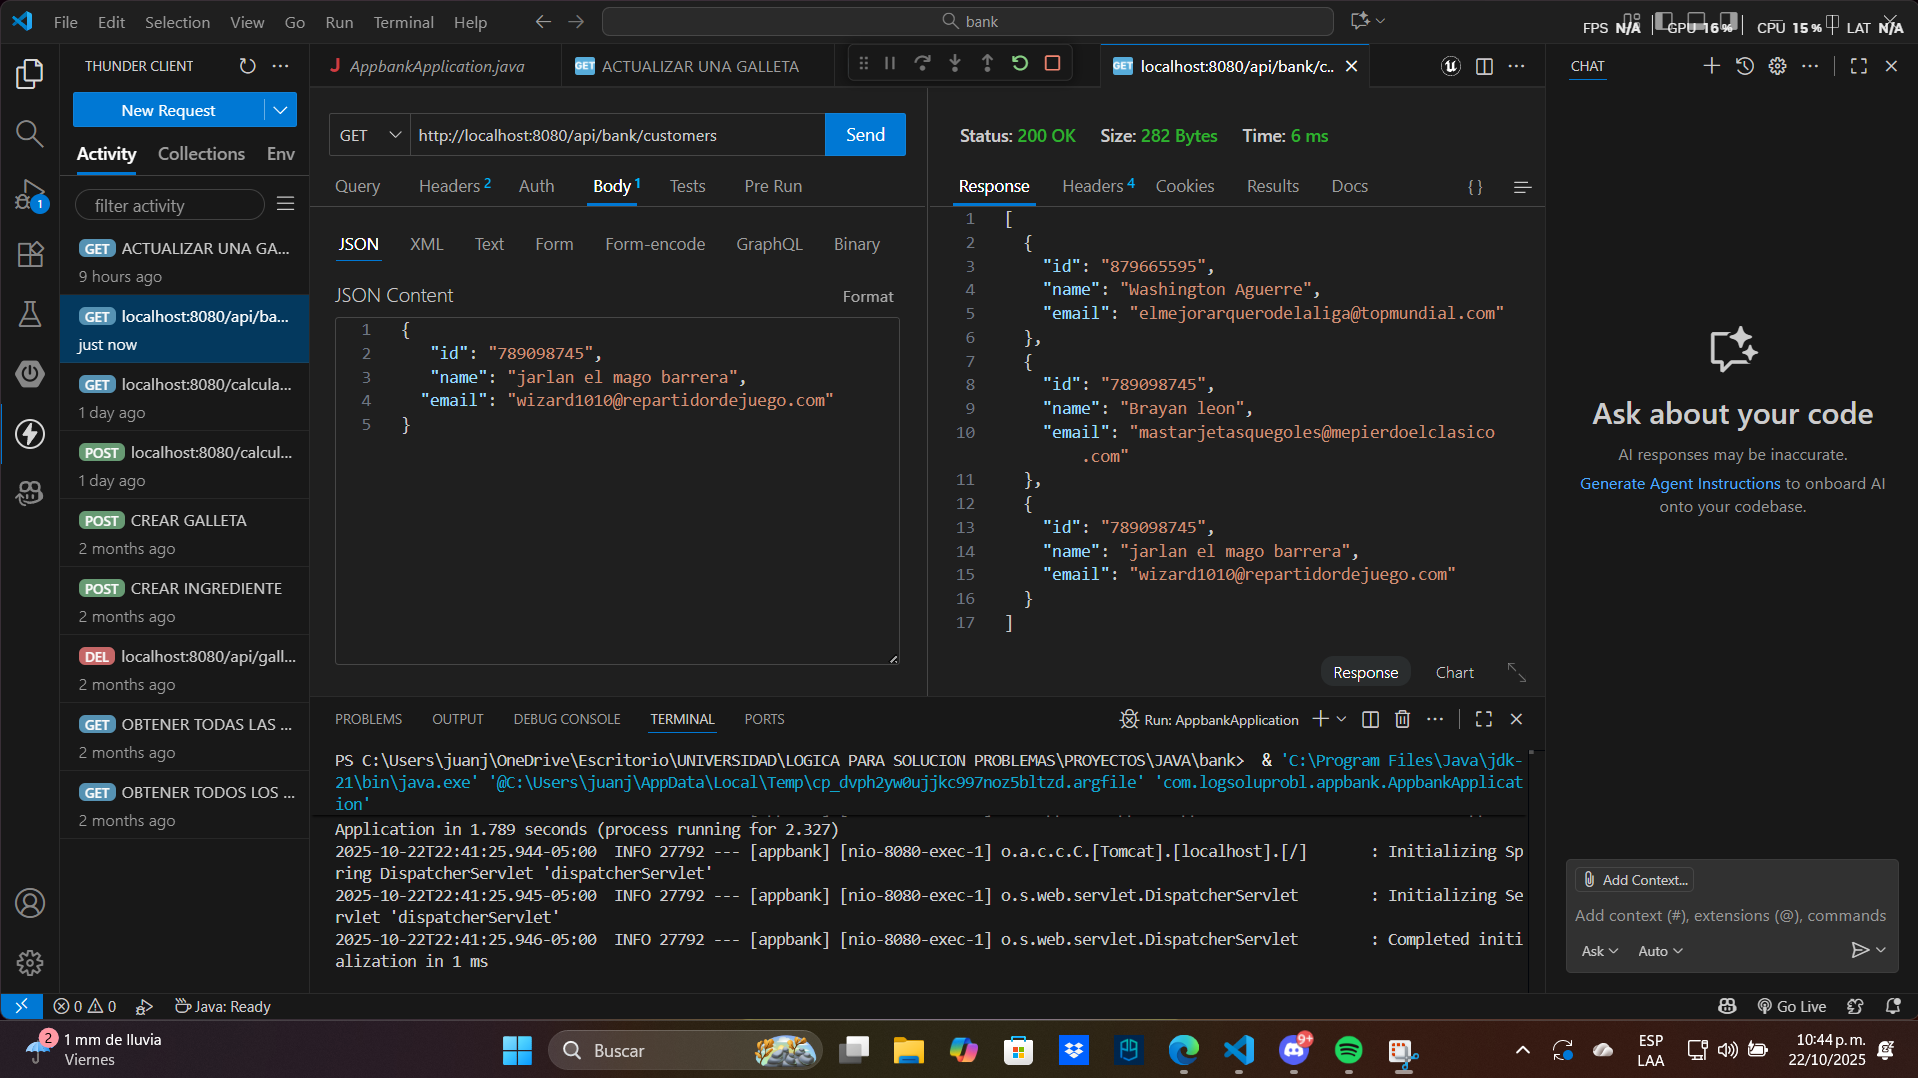 File Edit Selection View Go Run Terminal Help
bank
FPS N/A GPU 16 % CPU 15 % LAT N/A
THUNDER CLIENT
New Request
Activity Collections Env
filter activity
GET ACTUALIZAR UNA GA...
9 hours ago
GET localhost:8080/api/ba...
just now
GET localhost:8080/calcula...
1 day ago
POST localhost:8080/calcul...
1 day ago
POST CREAR GALLETA
2 months ago
POST CREAR INGREDIENTE
2 months ago
DEL localhost:8080/api/gall...
2 months ago
GET OBTENER TODAS LAS ...
2 months ago
GET OBTENER TODOS LOS ...
2 months ago
1
J AppbankApplication.java
GET ACTUALIZAR UNA GALLETA
GET localhost:8080/api/bank/c..
GET http://localhost:8080/api/bank/customers Send
Query Headers 2 Auth Body 1 Tests Pre Run
JSON XML Text Form Form-encode GraphQL Binary
JSON Content Format
1 {
2 "id": "789098745",
3 "name": "jarlan el mago barrera",
4 "email": "wizard1010@repartidordejuego.com"
5 }
Status: 200 OK Size: 282 Bytes Time: 6 ms
Response Headers 4 Cookies Results Docs { }
1 [
2 {
3 "id": "879665595",
4 "name": "Washington Aguerre",
5 "email": "elmejorarquerodelaliga@topmundial.com"
6 },
7 {
8 "id": "789098745",
9 "name": "Brayan leon",
10 "email": "mastarjetasquegoles@mepierdoelclasico
.com"
11 },
12 {
13 "id": "789098745",
14 "name": "jarlan el mago barrera",
15 "email": "wizard1010@repartidordejuego.com"
16 }
17 ]
Response Chart
CHAT
Ask about your code
AI responses may be inaccurate.
Generate Agent Instructions to onboard AI
onto your codebase.
Add Context...
Add context (#), extensions (@), commands
Ask Auto
PROBLEMS OUTPUT DEBUG CONSOLE TERMINAL PORTS
Run: AppbankApplication
PS C:\Users\juanj\OneDrive\Escritorio\UNIVERSIDAD\LOGICA PARA SOLUCION PROBLEMAS\PROYECTOS\JAVA\bank> & 'C:\Program Files\Java\jdk-
21\bin\java.exe' '@C:\Users\juanj\AppData\Local\Temp\cp_dvph2yw0ujjkc997noz5bltzd.argfile' 'com.logsoluprobl.appbank.AppbankApplicat
ion'
Application in 1.789 seconds (process running for 2.327)
2025-10-22T22:41:25.944-05:00 INFO 27792 --- [appbank] [nio-8080-exec-1] o.a.c.c.C.[Tomcat].[localhost].[/] : Initializing Sp
ring DispatcherServlet 'dispatcherServlet'
2025-10-22T22:41:25.945-05:00 INFO 27792 --- [appbank] [nio-8080-exec-1] o.s.web.servlet.DispatcherServlet : Initializing Se
rvlet 'dispatcherServlet'
2025-10-22T22:41:25.946-05:00 INFO 27792 --- [appbank] [nio-8080-exec-1] o.s.web.servlet.DispatcherServlet : Completed initi
alization in 1 ms
0 0 Java: Ready Go Live
2 1 mm de lluvia
Viernes
Buscar
9+
ESP
LAA
10:44 p. m.
22/10/2025